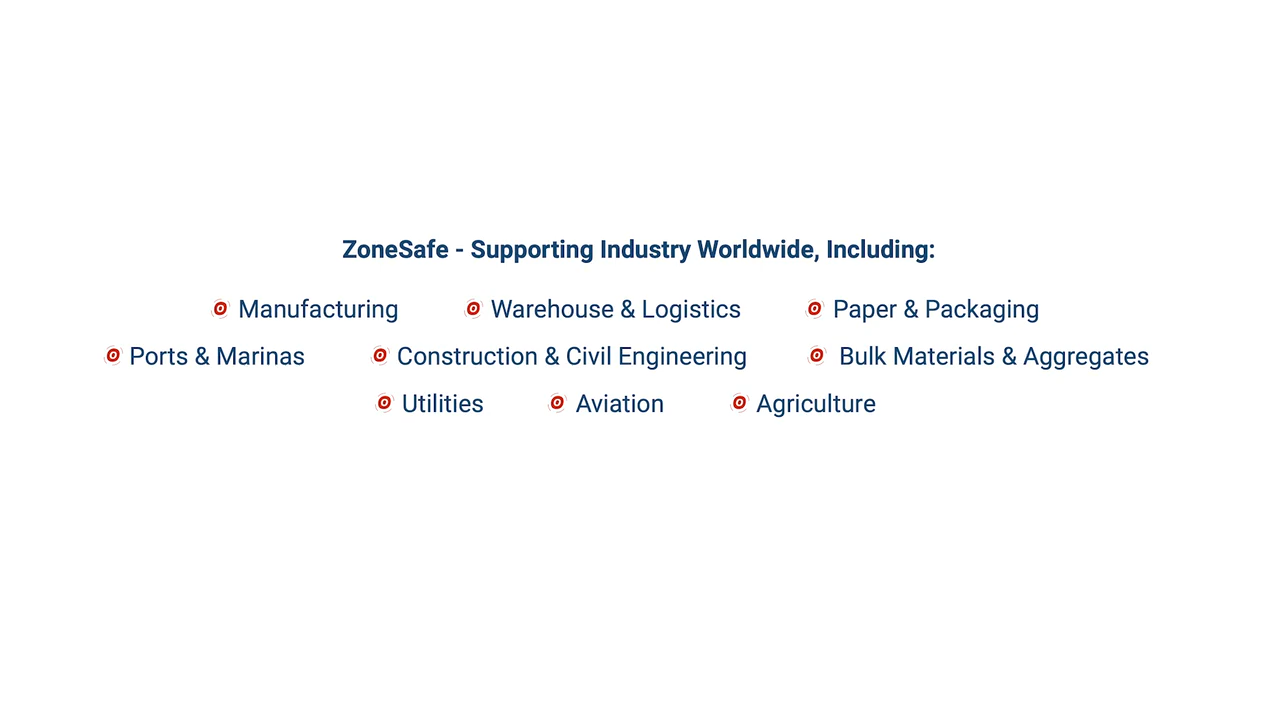 ZoneSafe - Supporting Industry Worldwide, Including:
Manufacturing Warehouse & Logistics Paper & Packaging
Ports & Marinas Construction & Civil Engineering Bulk Materials & Aggregates
Utilities Aviation Agriculture